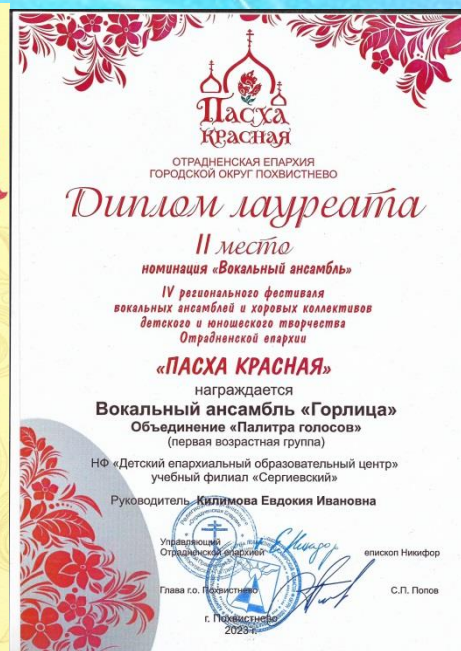 Пасха
красная
ОТРАДНЕНСКАЯ ЕПАРХИЯ
ГОРОДСКОЙ ОКРУГ ПОХВИСТНЕВО
Диплом лауреата
II место
номинация «Вокальный ансамбль»
IV регионального фестиваля
вокальных ансамблей и хоровых коллективов
детского и юношеского творчества
Отрадненской епархии
«ПАСХА КРАСНАЯ»
награждается
Вокальный ансамбль «Горлица»
Объединение «Палитра голосов»
(первая возрастная группа)
НФ «Детский епархиальный образовательный центр»
учебный филиал «Сергиевский»
Руководитель Килимова Евдокия Ивановна
Управляющий
Отрадненской епархией епископ Никифор
Глава г.о. Похвистнево С.П. Попов
г. Похвистнево
2023 г.